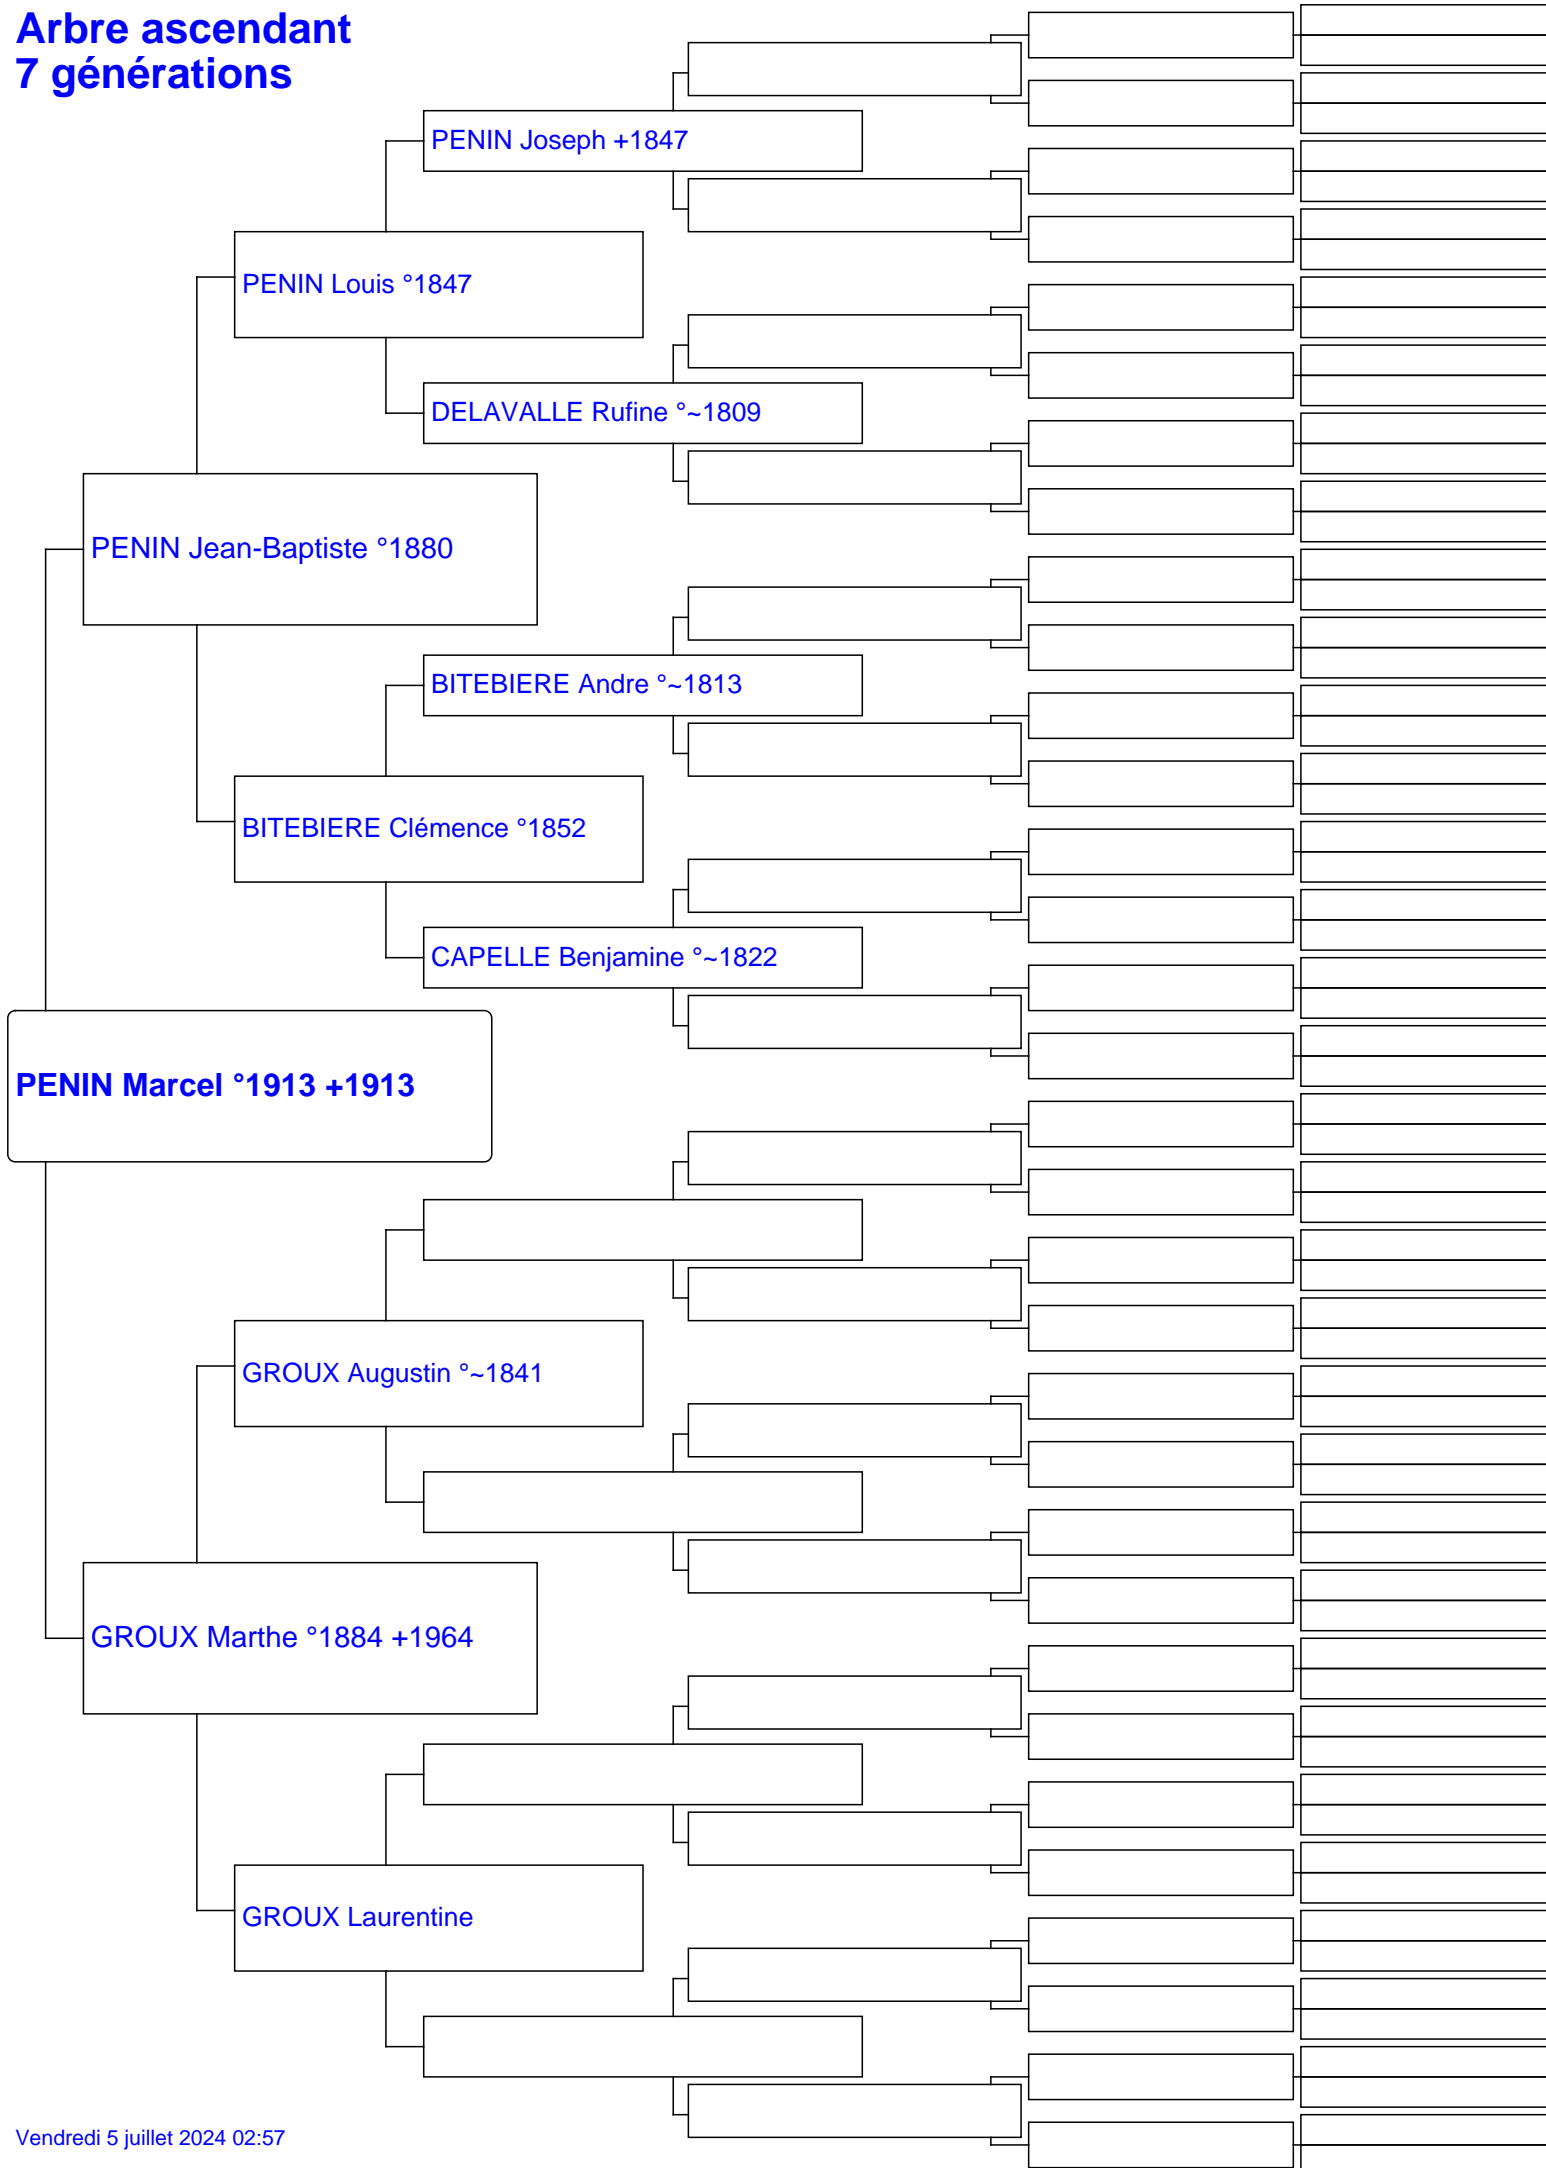 Arbre ascendant
7 générations
PENIN Joseph +1847
PENIN Louis °1847
DELAVALLE Rufine °~1809
PENIN Jean-Baptiste °1880
BITEBIERE Andre °~1813
BITEBIERE Clémence °1852
CAPELLE Benjamine °~1822
PENIN Marcel °1913 +1913
GROUX Augustin °~1841
GROUX Marthe °1884 +1964
GROUX Laurentine
Vendredi 5 juillet 2024 02:57